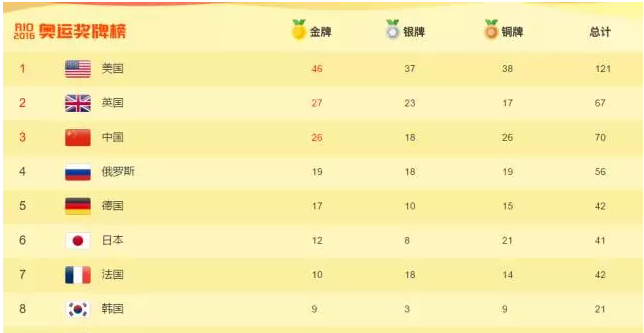 RIO 2016 奥运奖牌榜 金牌 银牌 铜牌 总计
1 美国 46 37 38 121
2 英国 27 23 17 67
3 中国 26 18 26 70
4 俄罗斯 19 18 19 56
5 德国 17 10 15 42
6 日本 12 8 21 41
7 法国 10 18 14 42
8 韩国 9 3 9 21